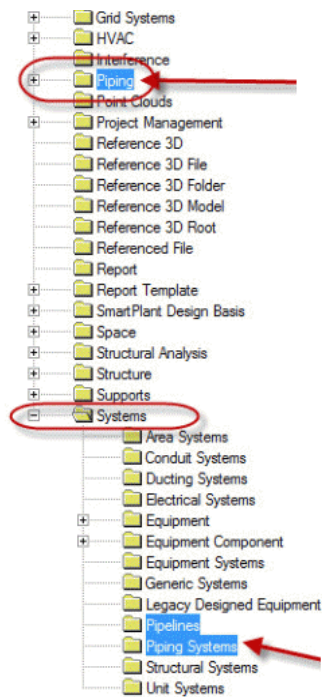 Grid Systems
HVAC
Interference
Piping
Point Clouds
Project Management
Reference 3D
Reference 3D File
Reference 3D Folder
Reference 3D Model
Reference 3D Root
Referenced File
Report
Report Template
SmartPlant Design Basis
Space
Structural Analysis
Structure
Supports
Systems
Area Systems
Conduit Systems
Ducting Systems
Electrical Systems
Equipment
Equipment Component
Equipment Systems
Generic Systems
Legacy Designed Equipment
Pipelines
Piping Systems
Structural Systems
Unit Systems